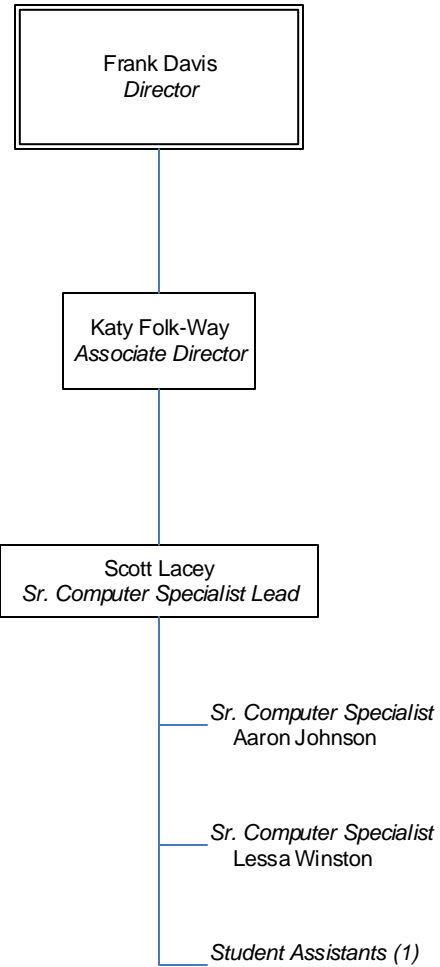 Frank Davis
Director
Katy Folk-Way
Associate Director
Scott Lacey
Sr. Computer Specialist Lead
Sr. Computer Specialist
Aaron Johnson
Sr. Computer Specialist
Lessa Winston
Student Assistants (1)